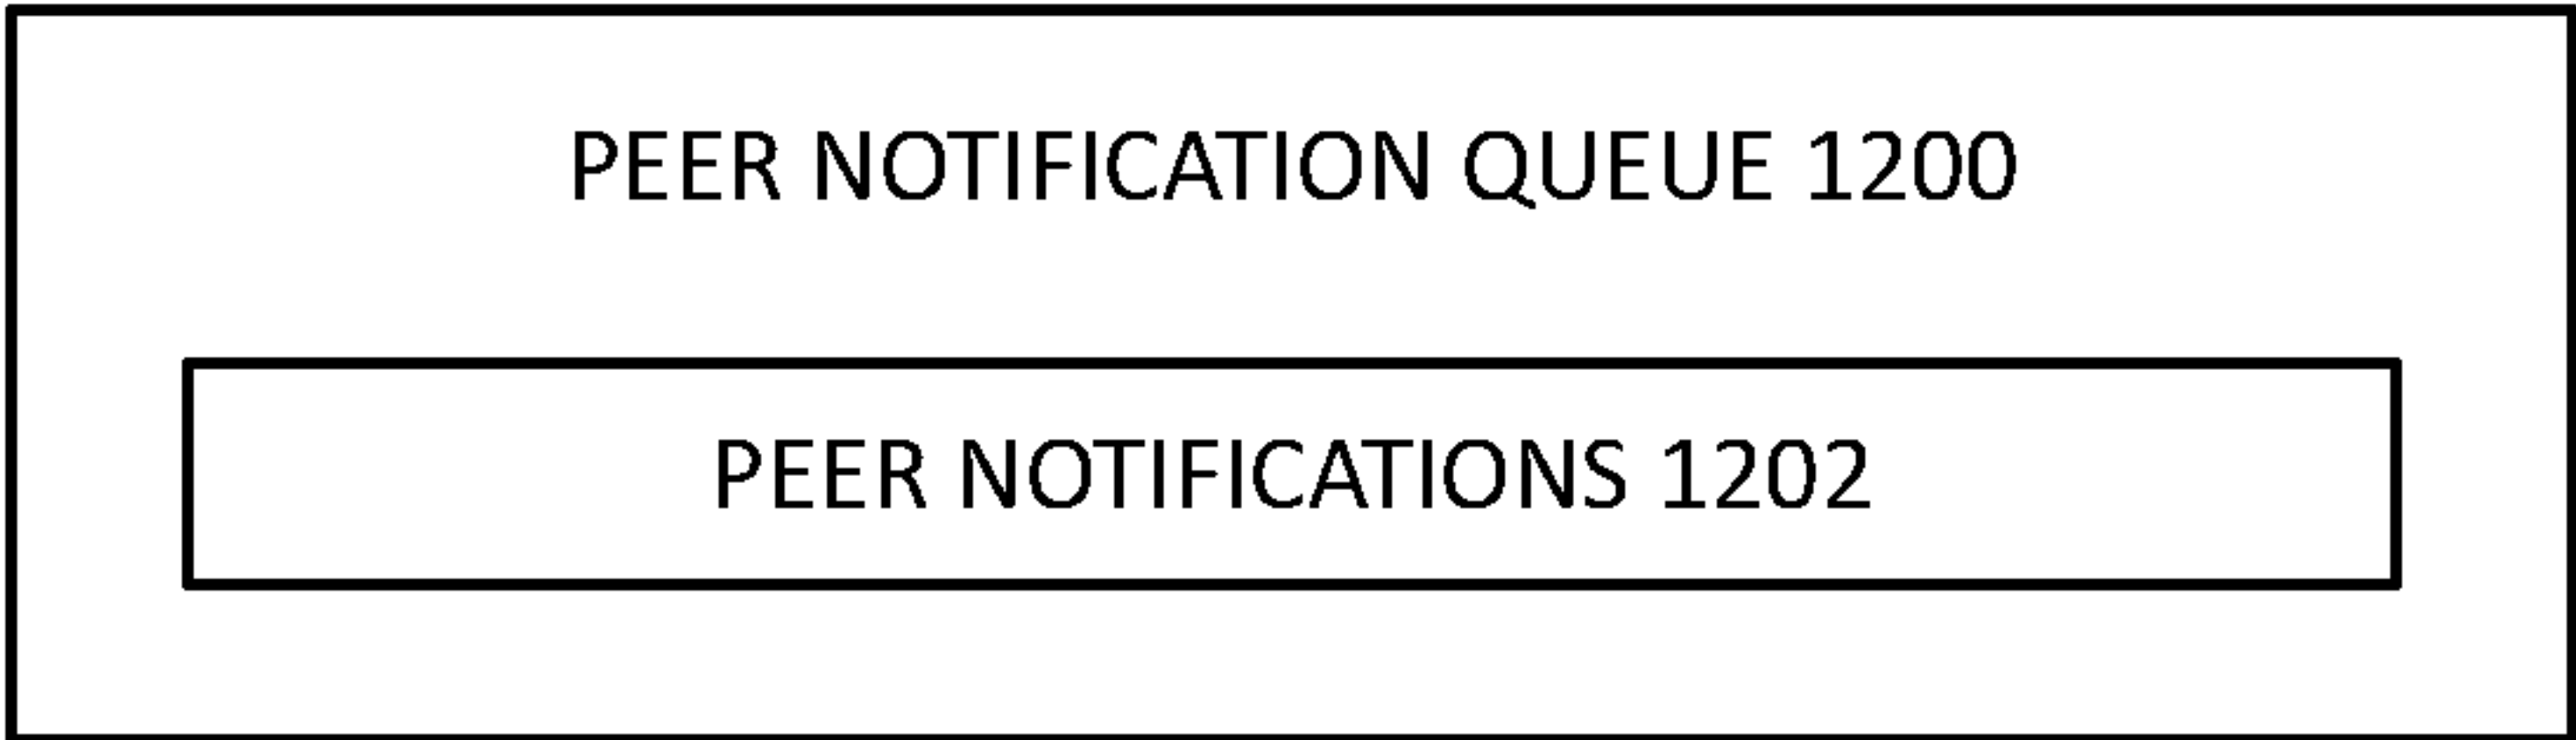 PEER NOTIFICATION QUEUE 1200
PEER NOTIFICATIONS 1202